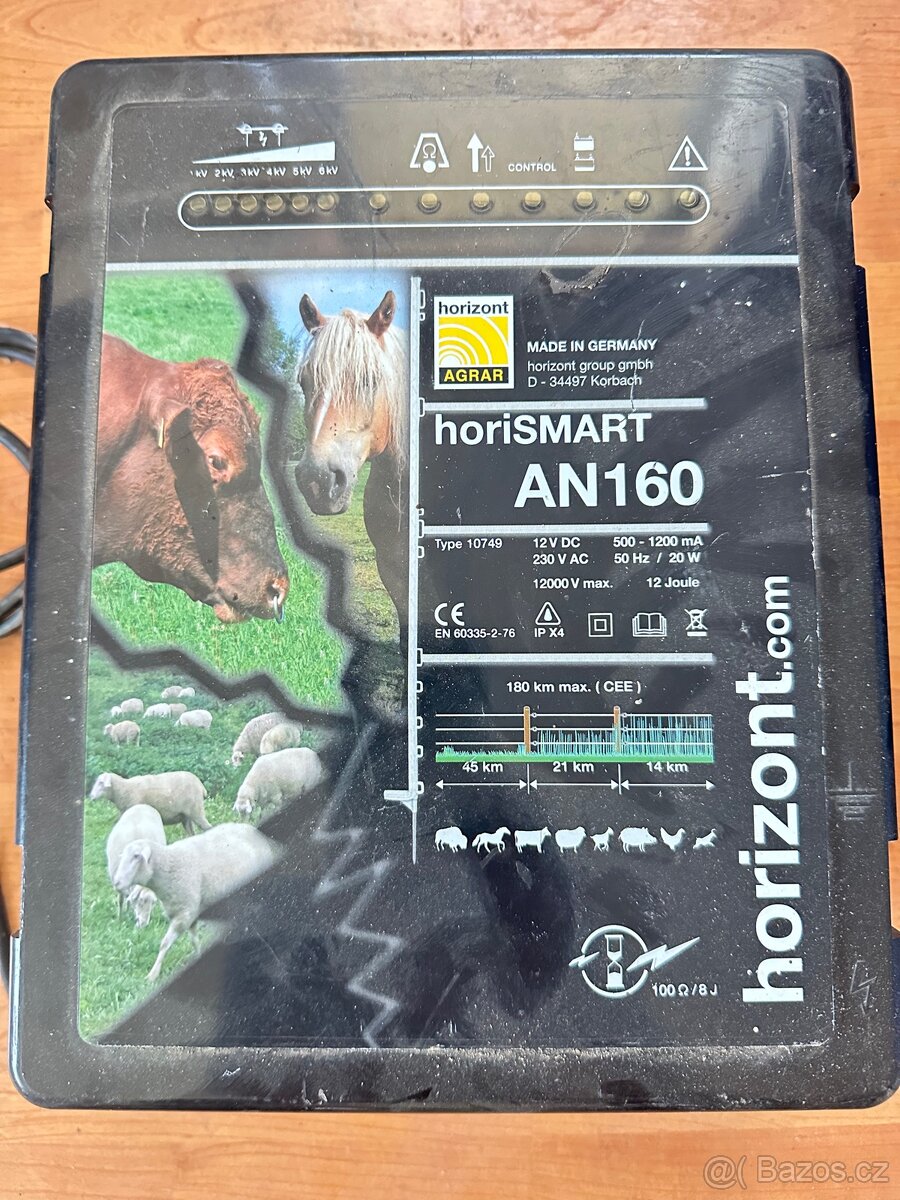 1KV 2KV 3KV 4KV 5KV 6KV
Ω
CONTROL
horizont
AGRAR
MADE IN GERMANY
horizont group gmbh
D - 34497 Korbach
horiSMART
AN160
Type 10749
12 V DC 500 - 1200 mA
230 V AC 50 Hz / 20 W
12000 V max. 12 Joule
CE
EN 60335-2-76
IP X4
180 km max. ( CEE )
45 km 21 km 14 km
horizont.com
100 Ω / 8 J
@( Bazos.cz